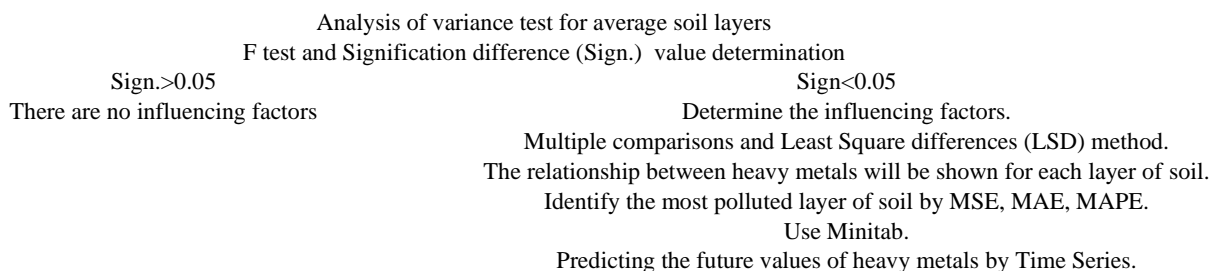 Analysis of variance test for average soil layers
F test and Signification difference (Sign.) value determination
Sign.>0.05
Sign<0.05
There are no influencing factors
Determine the influencing factors.
Multiple comparisons and Least Square differences (LSD) method.
The relationship between heavy metals will be shown for each layer of soil.
Identify the most polluted layer of soil by MSE, MAE, MAPE.
Use Minitab.
Predicting the future values of heavy metals by Time Series.